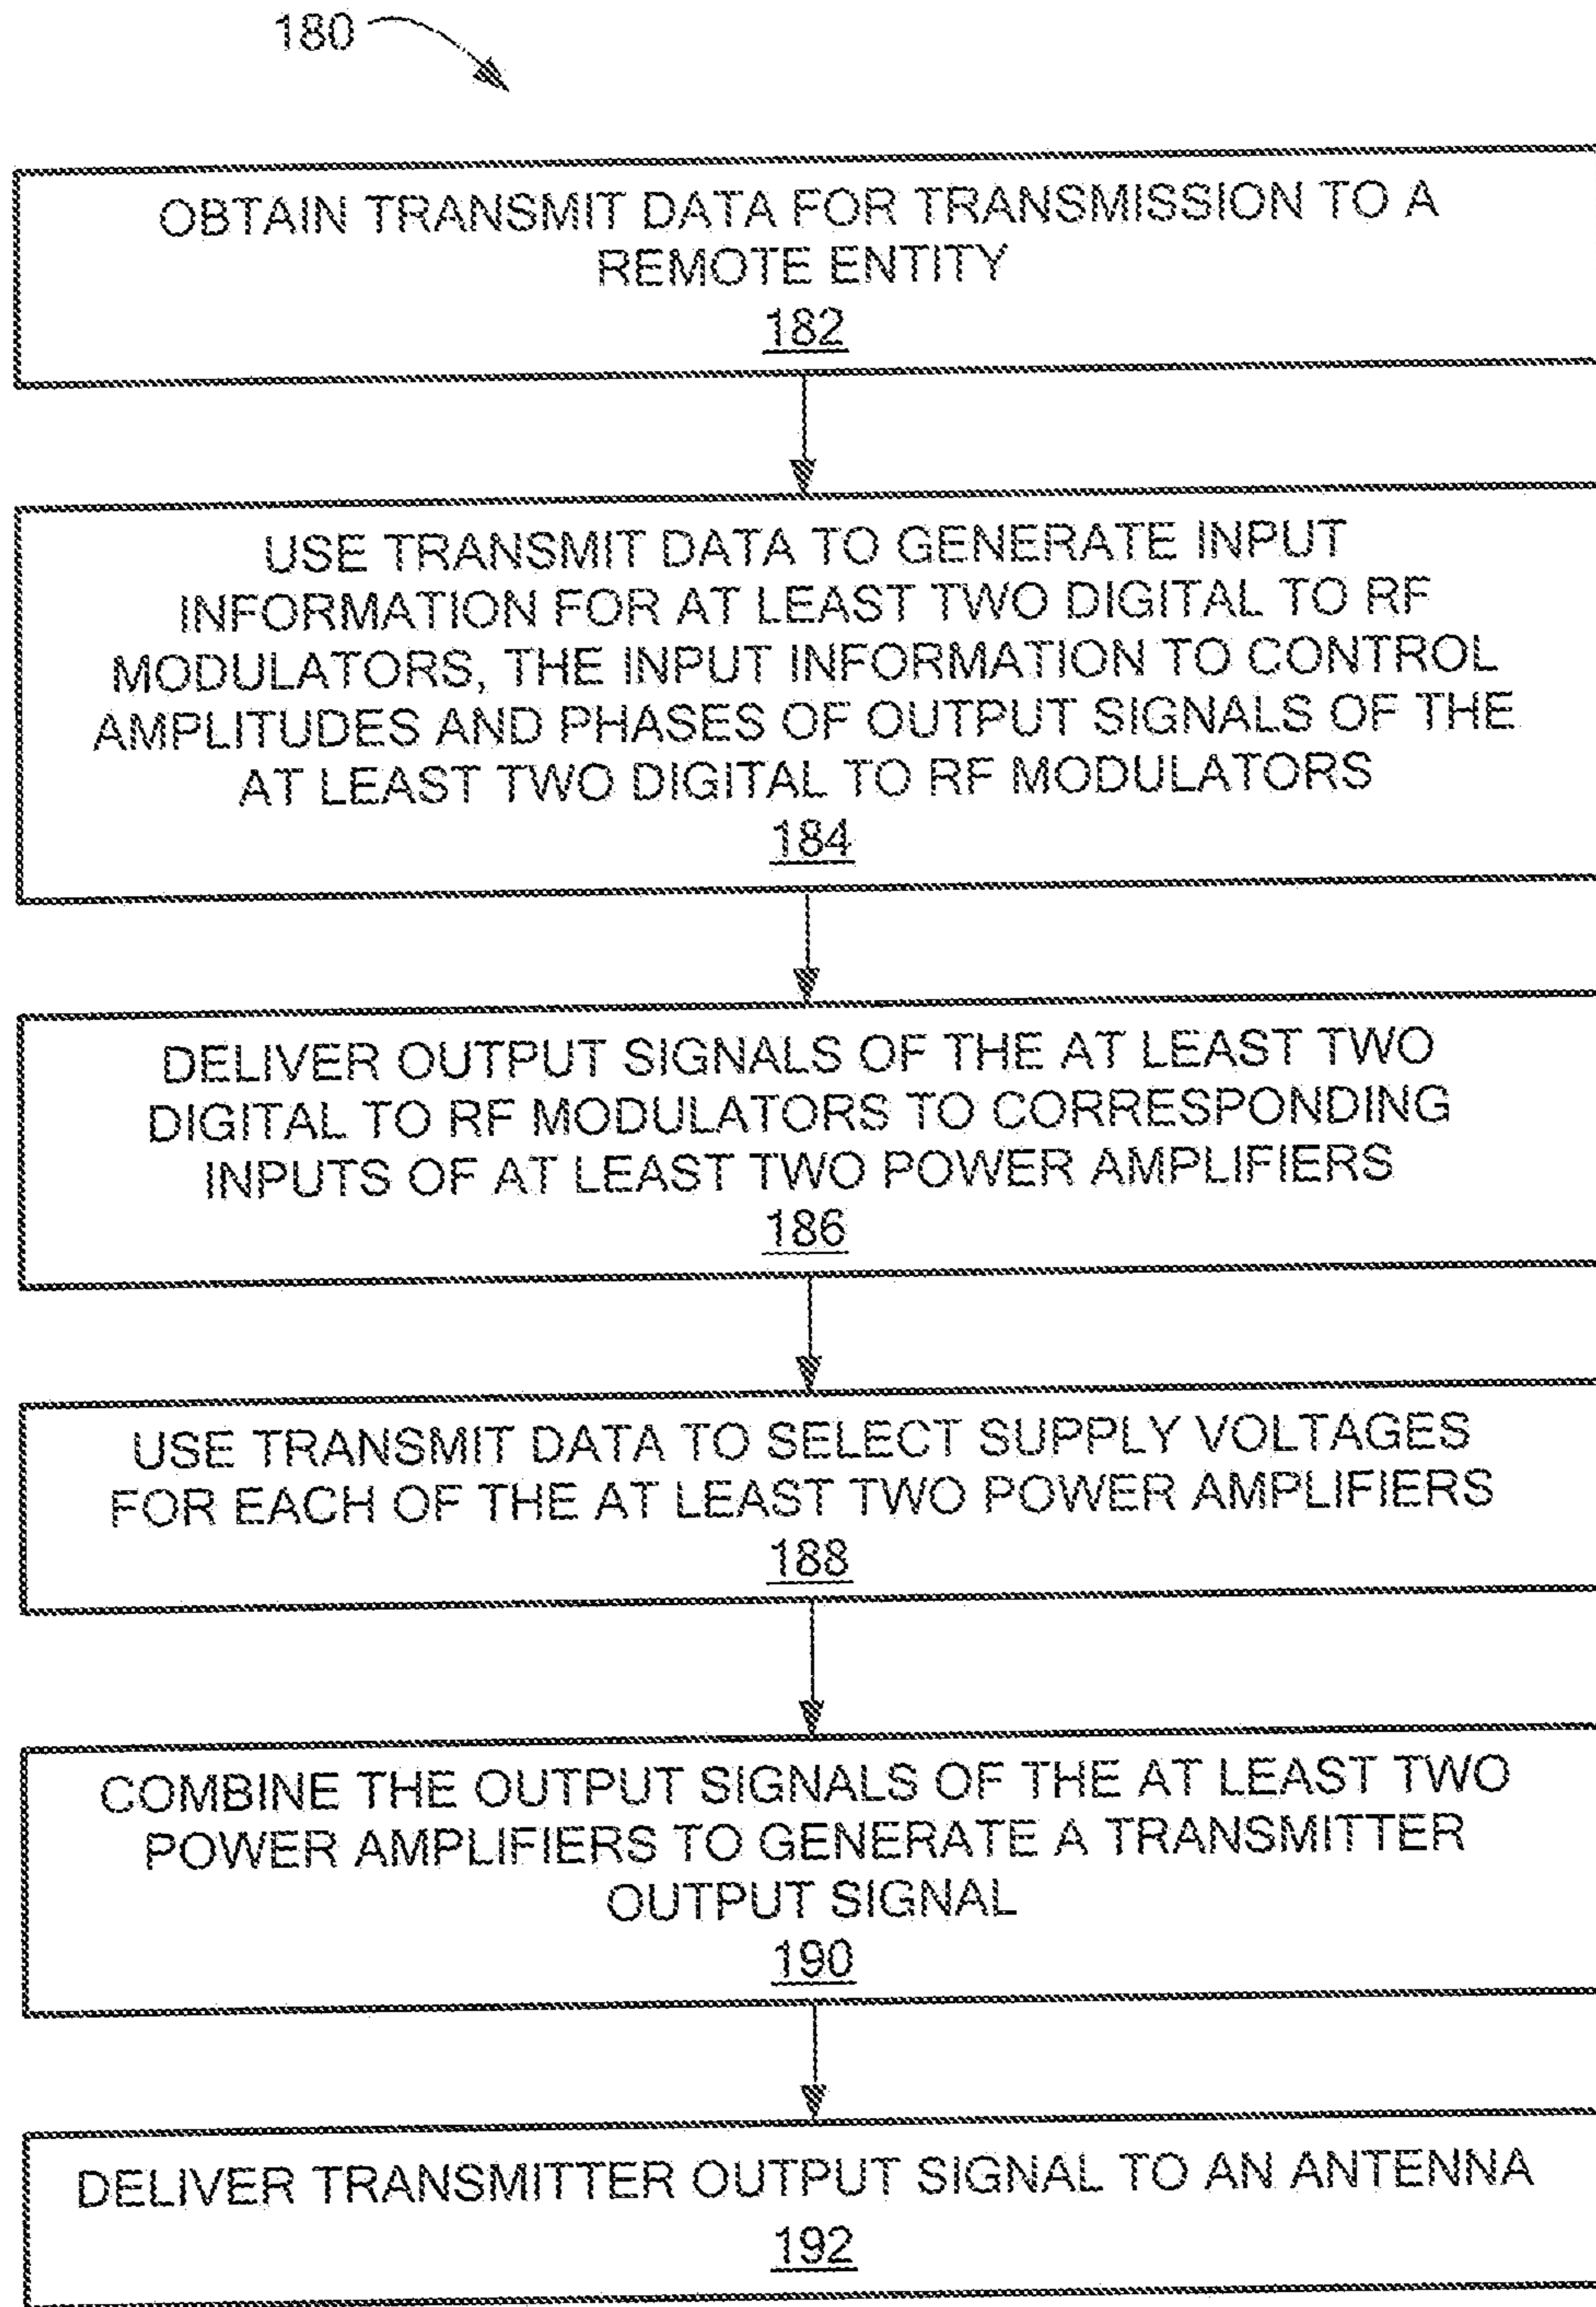 180
OBTAIN TRANSMIT DATA FOR TRANSMISSION TO A
REMOTE ENTITY
182
USE TRANSMIT DATA TO GENERATE INPUT
INFORMATION FOR AT LEAST TWO DIGITAL TO RF
MODULATORS, THE INPUT INFORMATION TO CONTROL
AMPLITUDES AND PHASES OF OUTPUT SIGNALS OF THE
AT LEAST TWO DIGITAL TO RF MODULATORS
184
DELIVER OUTPUT SIGNALS OF THE AT LEAST TWO
DIGITAL TO RF MODULATORS TO CORRESPONDING
INPUTS OF AT LEAST TWO POWER AMPLIFIERS
186
USE TRANSMIT DATA TO SELECT SUPPLY VOLTAGES
FOR EACH OF THE AT LEAST TWO POWER AMPLIFIERS
188
COMBINE THE OUTPUT SIGNALS OF THE AT LEAST TWO
POWER AMPLIFIERS TO GENERATE A TRANSMITTER
OUTPUT SIGNAL
190
DELIVER TRANSMITTER OUTPUT SIGNAL TO AN ANTENNA
192